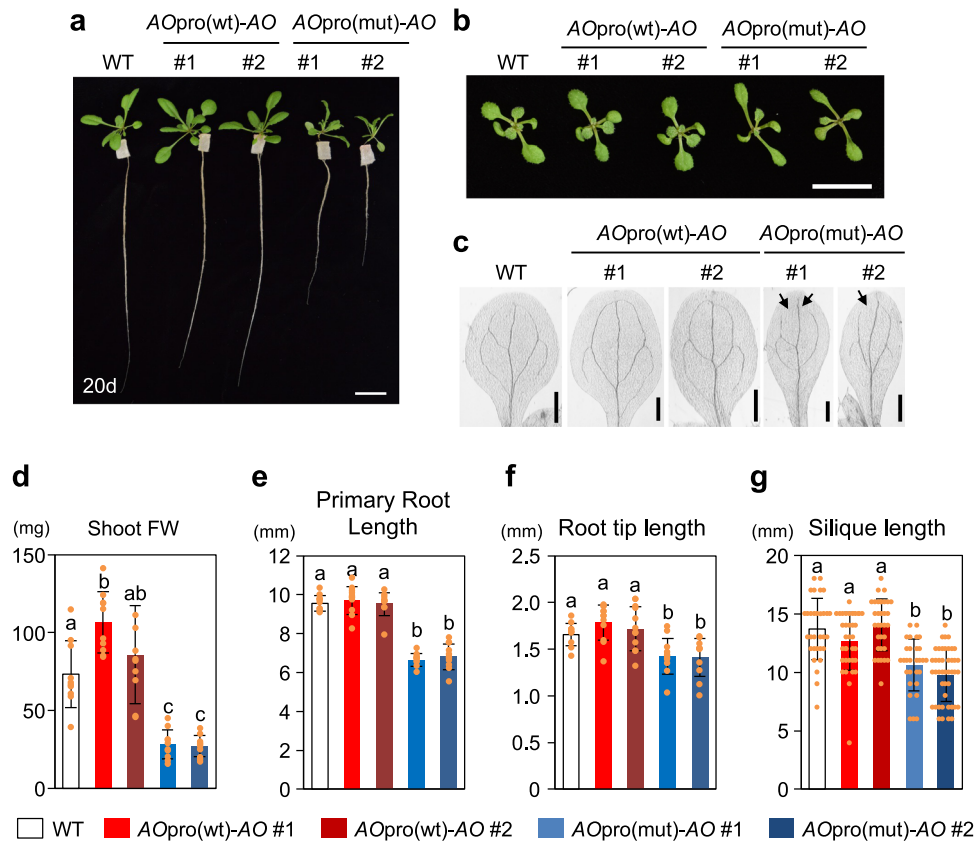 a
AOpro(wt)-AO AOpro(mut)-AO
WT #1 #2 #1 #2
20d
b
AOpro(wt)-AO AOpro(mut)-AO
WT #1 #2 #1 #2
c
AOpro(wt)-AO AOpro(mut)-AO
WT #1 #2 #1 #2
d
Shoot FW
(mg)
150
100
50
0
a b ab c c
e
Primary Root
Length
(mm)
12
10
8
6
4
2
0
a a a b b
f
Root tip length
(mm)
2.5
2.0
1.5
1.0
0.5
0
a a a b b
g
Silique length
(mm)
20
15
10
5
0
a a a b b
WT AOpro(wt)-AO #1 AOpro(wt)-AO #2 AOpro(mut)-AO #1 AOpro(mut)-AO #2